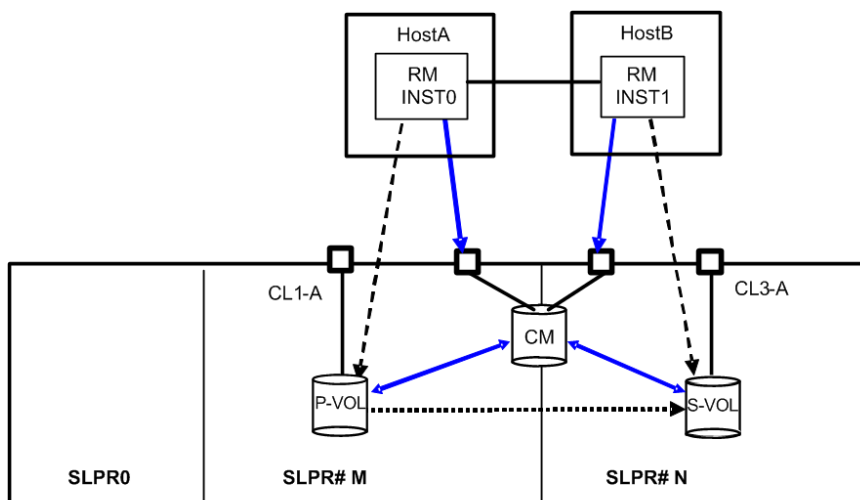 HostA
HostB
RM
INST0
RM
INST1
CL1-A
CL3-A
CM
P-VOL
S-VOL
SLPR0
SLPR# M
SLPR# N